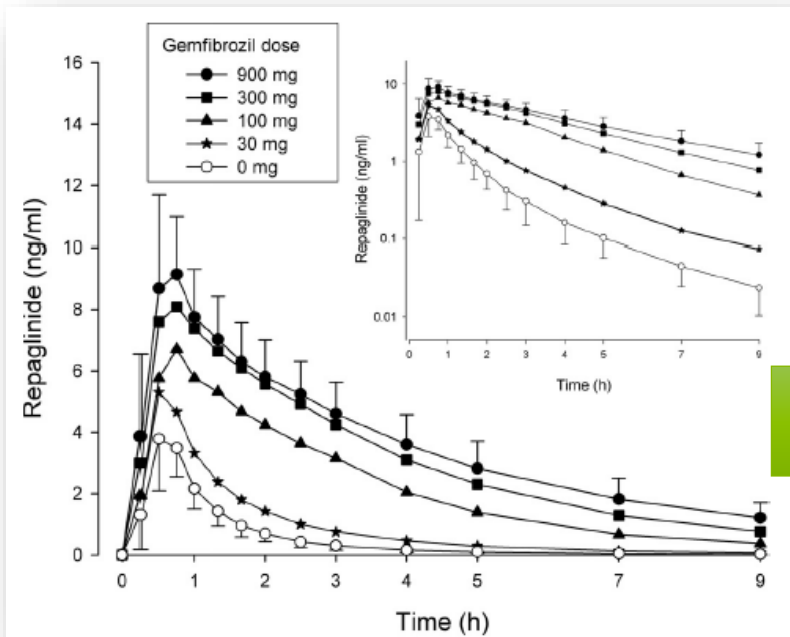 Gemfibrozil dose
900 mg
300 mg
100 mg
30 mg
0 mg
Repaglinide (ng/ml)
16
14
12
10
8
6
4
2
0
0 1 2 3 4 5 7 9
Time (h)
Repaglinide (ng/ml)
10
1
0.1
0.01
0 1 2 3 4 5 7 9
Time (h)